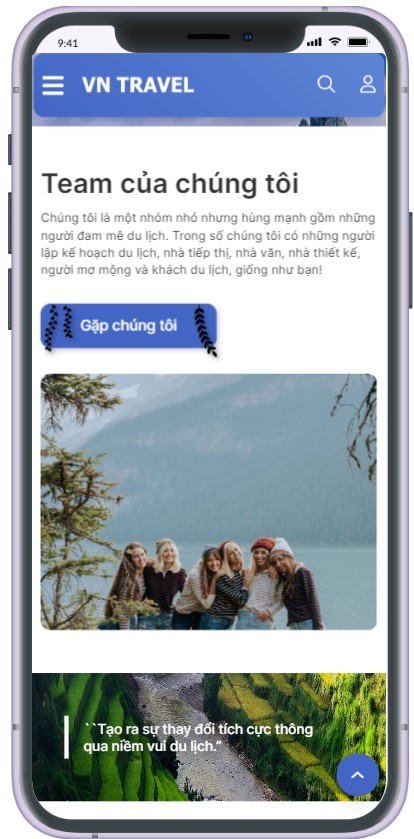 9:41
VN TRAVEL
Team của chúng tôi
Chúng tôi là một nhóm nhỏ nhưng hùng mạnh gồm những
người đam mê du lịch. Trong số chúng tôi có những người
lập kế hoạch du lịch, nhà tiếp thị, nhà văn, nhà thiết kế,
người mơ mộng và khách du lịch, giống như bạn!
Gặp chúng tôi
``Tạo ra sự thay đổi tích cực thông
qua niềm vui du lịch.”